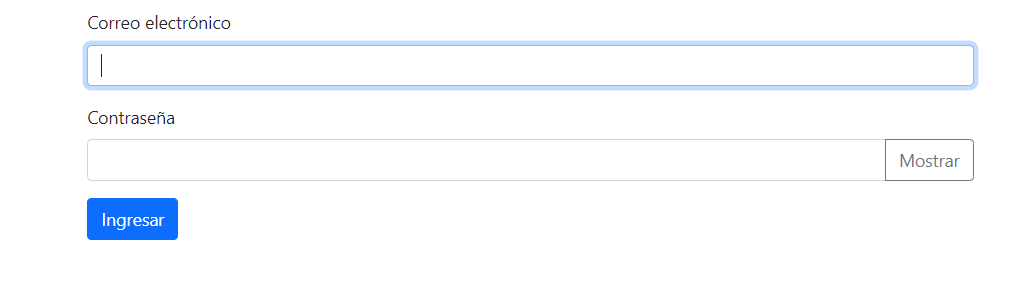 Correo electrónico
Contraseña
Mostrar
Ingresar